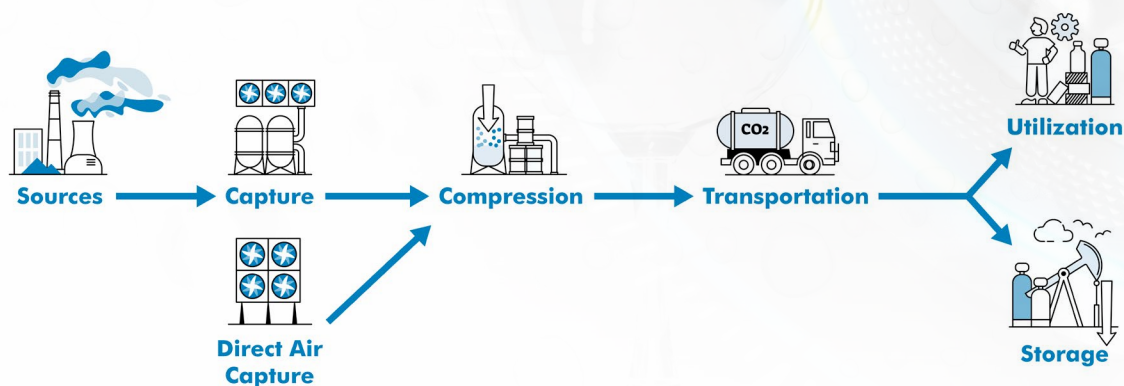 CO₂
Utilization
Sources
Capture
Compression
Transportation
Direct Air
Capture
Storage